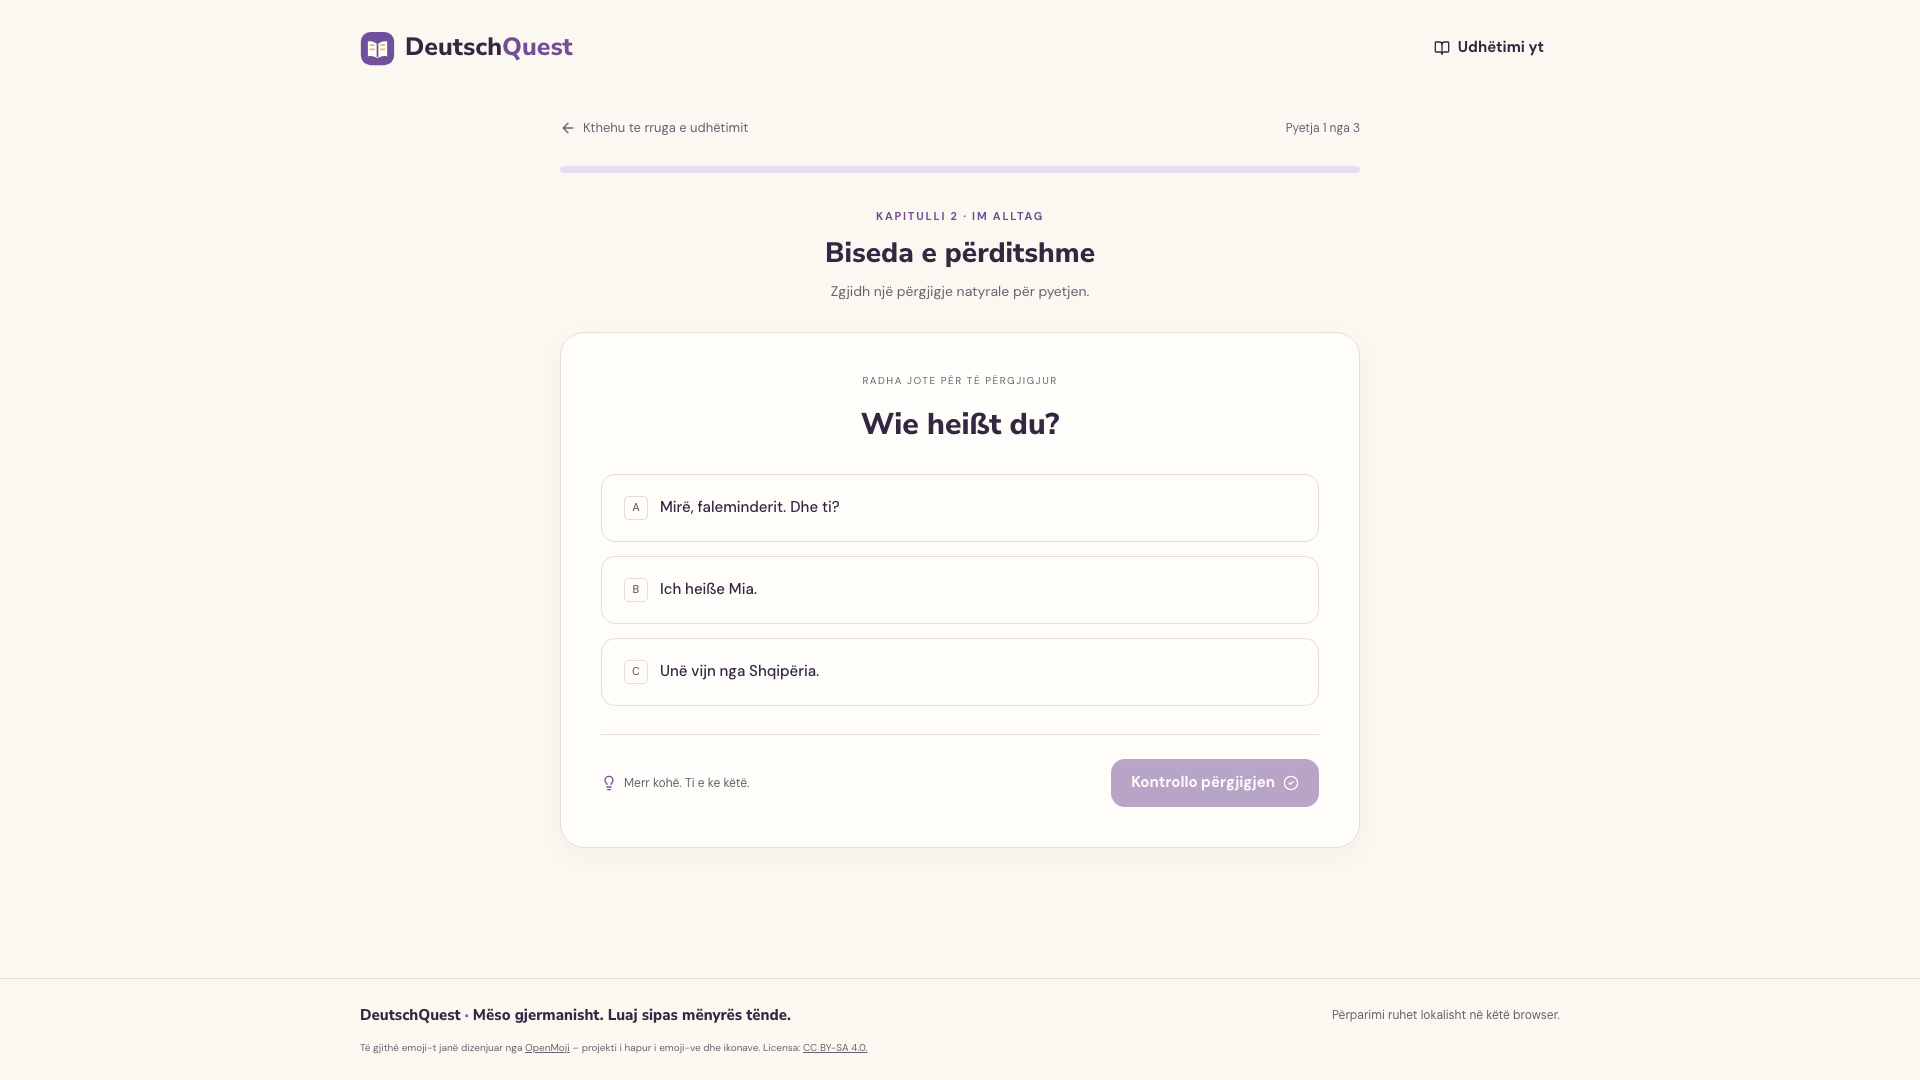 DeutschQuest
Udhëtimi yt
Kthehu te rruga e udhëtimit
Pyetja 1 nga 3
KAPITULLI 2 · IM ALLTAG
Biseda e përditshme
Zgjidh një përgjigje natyrale për pyetjen.
RADHA JOTE PËR TË PËRGJIGJUR
Wie heißt du?
A Mirë, faleminderit. Dhe ti?
B Ich heiße Mia.
C Unë vijn nga Shqipëria.
Merr kohë. Ti e ke këtë.
Kontrollo përgjigjen
DeutschQuest · Mëso gjermanisht. Luaj sipas mënyrës tënde.
Përparimi ruhet lokalisht në këtë browser.
Të gjithë emoji-t janë dizenjuar nga OpenMoji – projekti i hapur i emoji-ve dhe ikonave. Licensa: CC BY-SA 4.0.